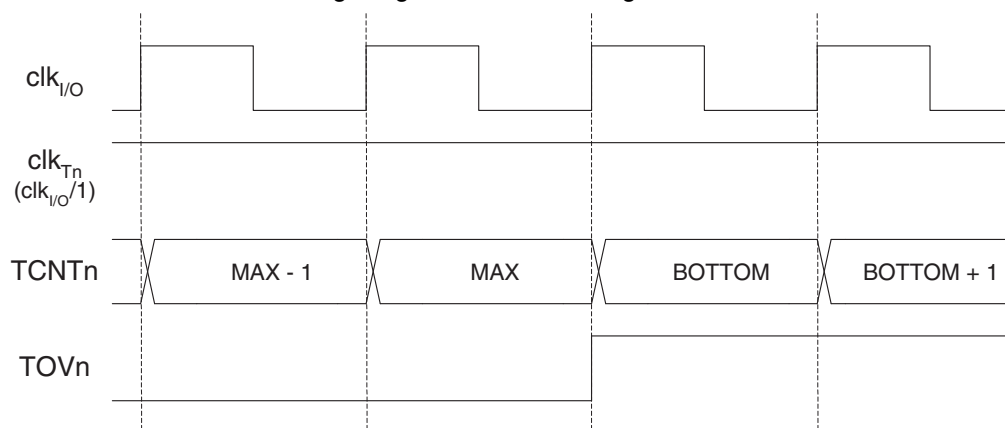 clkI/O
clkTn
(clkI/O/1)
TCNTn
MAX - 1
MAX
BOTTOM
BOTTOM + 1
TOVn